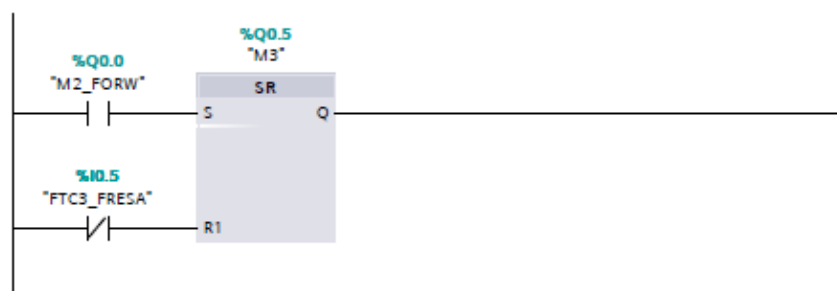 %Q0.5
"M3"
%Q0.0
"M2_FORW"
SR
S Q
%I0.5
"FTC3_FRESA"
R1